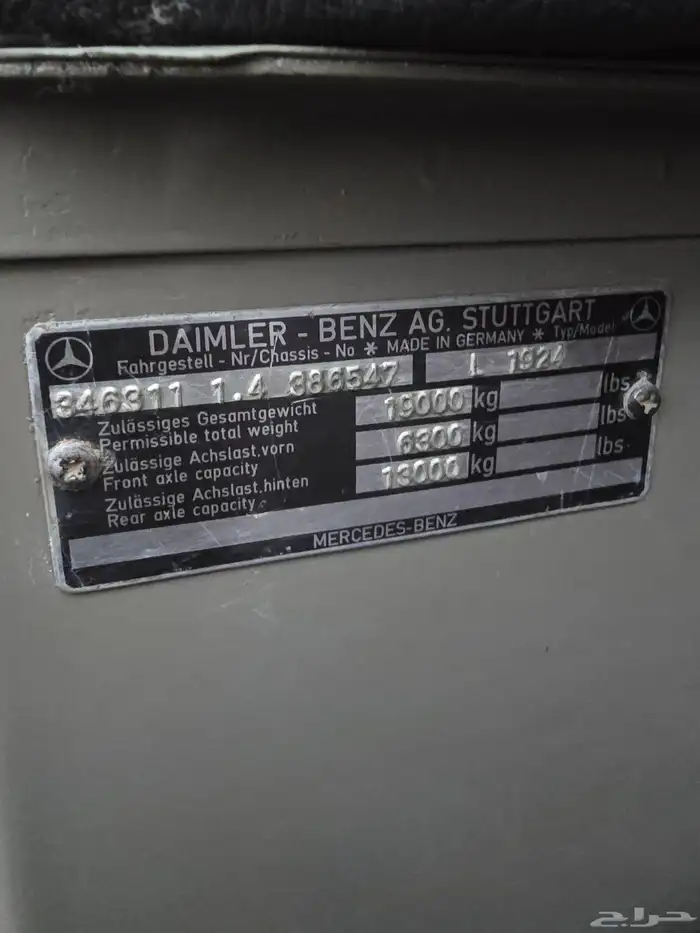 DAIMLER - BENZ AG. STUTTGART
Fahrgestell - Nr/Chassis - No * MADE IN GERMANY * Typ/Model
346311 1.4 386547 L 1924
Zulässiges Gesamtgewicht
Permissible total weight
19000 kg lbs
Zulässige Achslast.vorn
Front axle capacity
6300 kg lbs
Zulässige Achslast.hinten
Rear axle capacity
13000 kg lbs
MERCEDES-BENZ
حراج